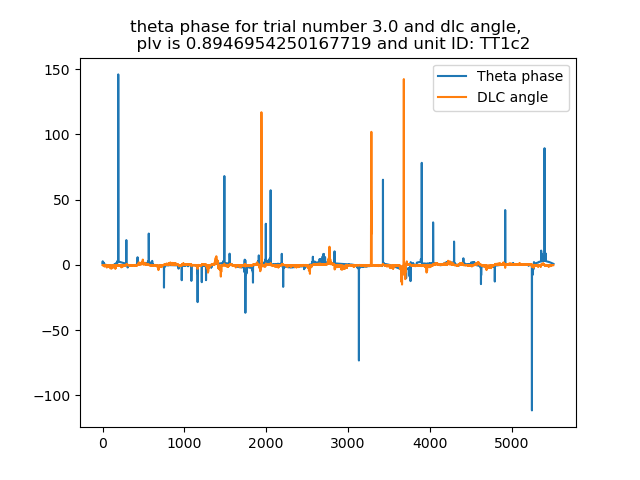 theta phase for trial number 3.0 and dlc angle,
plv is 0.8946954250167719 and unit ID: TT1c2
Theta phase
DLC angle
150
100
50
0
−50
−100
0 1000 2000 3000 4000 5000